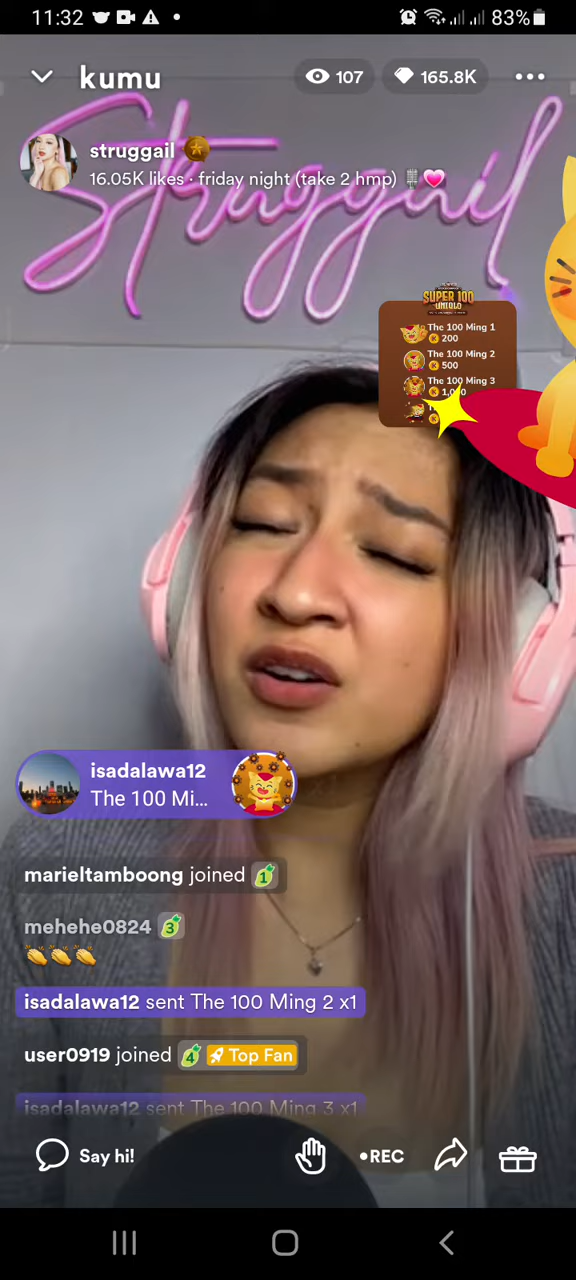 11:32
83%
kumu
107
165.8K
Struggail
struggail
16.05K likes · friday night (take 2 hmp)
SUPER 100
UNTOLD
The 100 Ming 1
200
The 100 Ming 2
500
The 100 Ming 3
isadalawa12
The 100 Mi...
marieltamboong joined 1
mehehe0824 3
isadalawa12 sent The 100 Ming 2 x1
user0919 joined 4 Top Fan
isadalawa12 sent The 100 Ming 3 x1
Say hi!
•REC